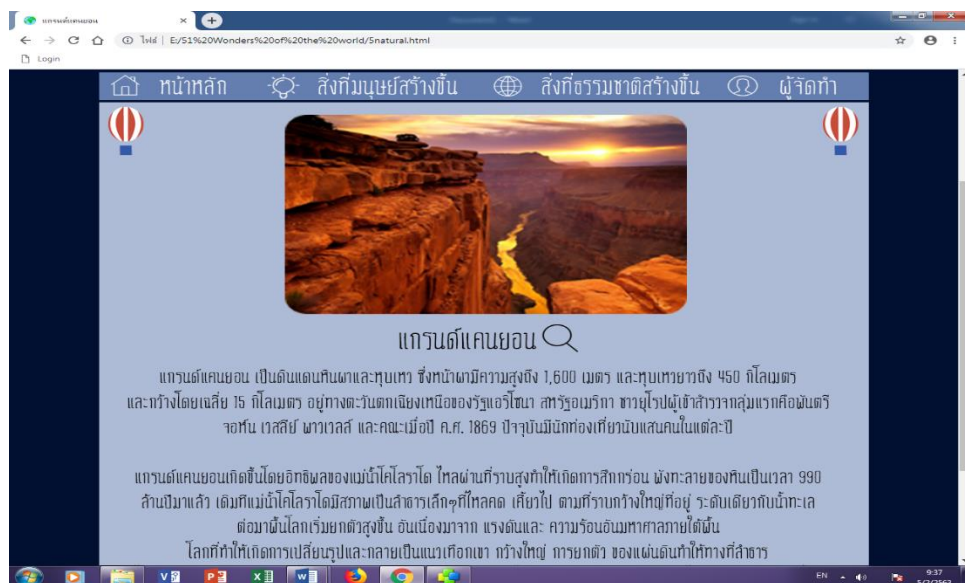 แกรนด์แคนยอน
ไฟล์ | E:/51%20Wonders%20of%20the%20world/5natural.html
Login
หน้าหลัก สิ่งที่มนุษย์สร้างขึ้น สิ่งที่ธรรมชาติสร้างขึ้น ผู้จัดทำ
แกรนด์แคนยอน
แกรนด์แคนยอน เป็นดินแดนหินผาและหุบเหว ซึ่งหน้าผามีความสูงถึง 1,600 เมตร และหุบเหวยาวถึง 450 กิโลเมตร
และกว้างโดยเฉลี่ย 15 กิโลเมตร อยู่ทางตะวันตกเฉียงเหนือของรัฐแอริโซนา สหรัฐอเมริกา ชาวยุโรปผู้เข้าสำรวจกลุ่มแรกคือพันตรี
จอห์น เวสลีย์ พาวเวลล์ และคณะเมื่อปี ค.ศ. 1869 ปัจจุบันมีนักท่องเที่ยวนับแสนคนในแต่ละปี
แกรนด์แคนยอนเกิดขึ้นโดยอิทธิพลของแม่น้ำโคโลราโด ไหลผ่านที่ราบสูงทำให้เกิดการสึกกร่อน พังทะลายของหินเป็นเวลา 990
ล้านปีมาแล้ว เดิมทีแม่น้ำโคโลราโดมีสภาพเป็นลำธารเล็กๆที่ไหลคด เคี้ยวไป ตามที่ราบกว้างใหญ่ที่อยู่ ระดับเดียวกับน้ำทะเล
ต่อมาพื้นโลกเริ่มยกตัวสูงขึ้น อันเนื่องมาจาก แรงดันและ ความร้อนอันมหาศาลภายใต้พื้น
โลกที่ทำให้เกิดการเปลี่ยนรูปและกลายเป็นแนวเทือกเขา กว้างใหญ่ การยกตัว ของแผ่นดินทำให้ทางที่ลำธาร
EN
9:37
5/2/2563